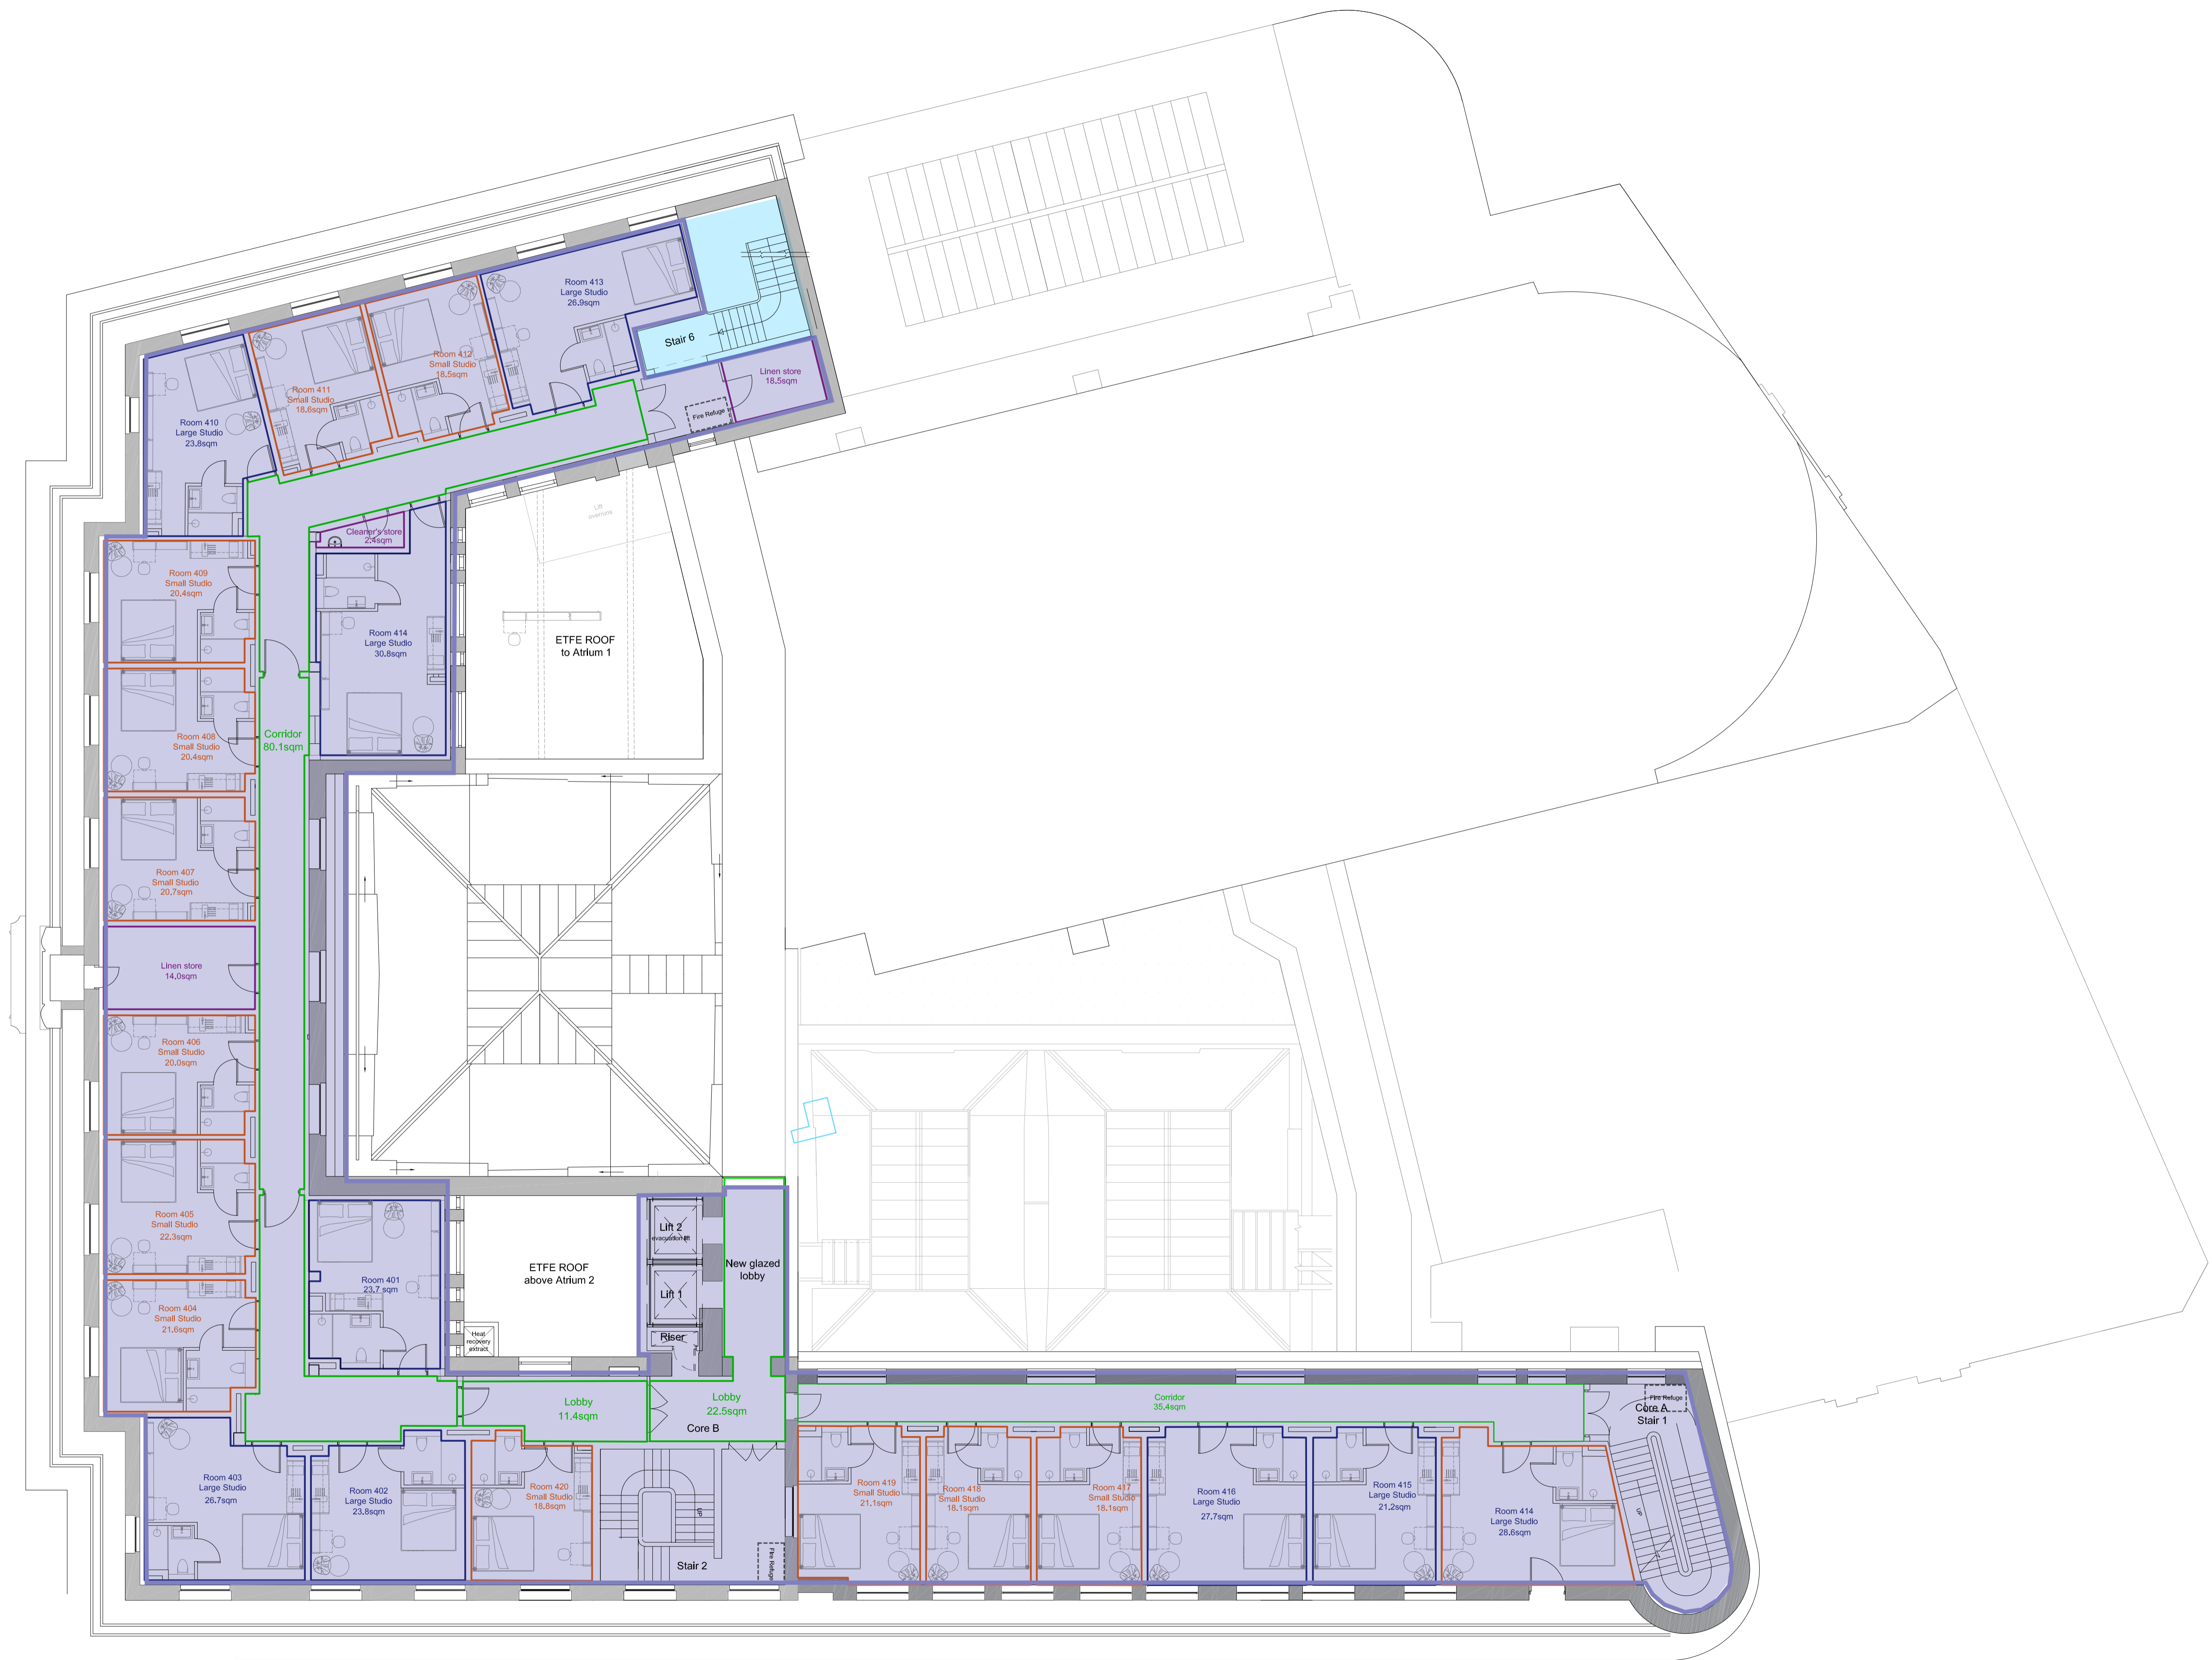 Room 413
Large Studio
26.9sqm
Stair 6
Linen store
18.5sqm
Fire Refuge
Room 412
Small Studio
18.5sqm
Room 411
Small Studio
18.6sqm
Room 410
Large Studio
23.8sqm
Lift
overruns
Cleaner's store
2.4sqm
Room 409
Small Studio
20.4sqm
Room 414
Large Studio
30.8sqm
ETFE ROOF
to Atrium 1
Room 408
Small Studio
20.4sqm
Corridor
80.1sqm
Room 407
Small Studio
20.7sqm
Linen store
14.0sqm
Room 406
Small Studio
20.0sqm
Room 405
Small Studio
22.3sqm
Room 404
Small Studio
21.6sqm
Room 401
23.7 sqm
ETFE ROOF
above Atrium 2
Heat
recovery
extract
Lift 2
evacuation lift
Lift 1
Riser
New glazed
lobby
Lobby
11.4sqm
Lobby
22.5sqm
Core B
Corridor
35.4sqm
Fire Refuge
Core A
Stair 1
UP
Room 403
Large Studio
26.7sqm
Room 402
Large Studio
23.8sqm
Room 420
Small Studio
18.8sqm
UP
Stair 2
Fire Refuge
Room 419
Small Studio
21.1sqm
Room 418
Small Studio
18.1sqm
Room 417
Small Studio
18.1sqm
Room 416
Large Studio
27.7sqm
Room 415
Large Studio
21.2sqm
Room 414
Large Studio
28.6sqm